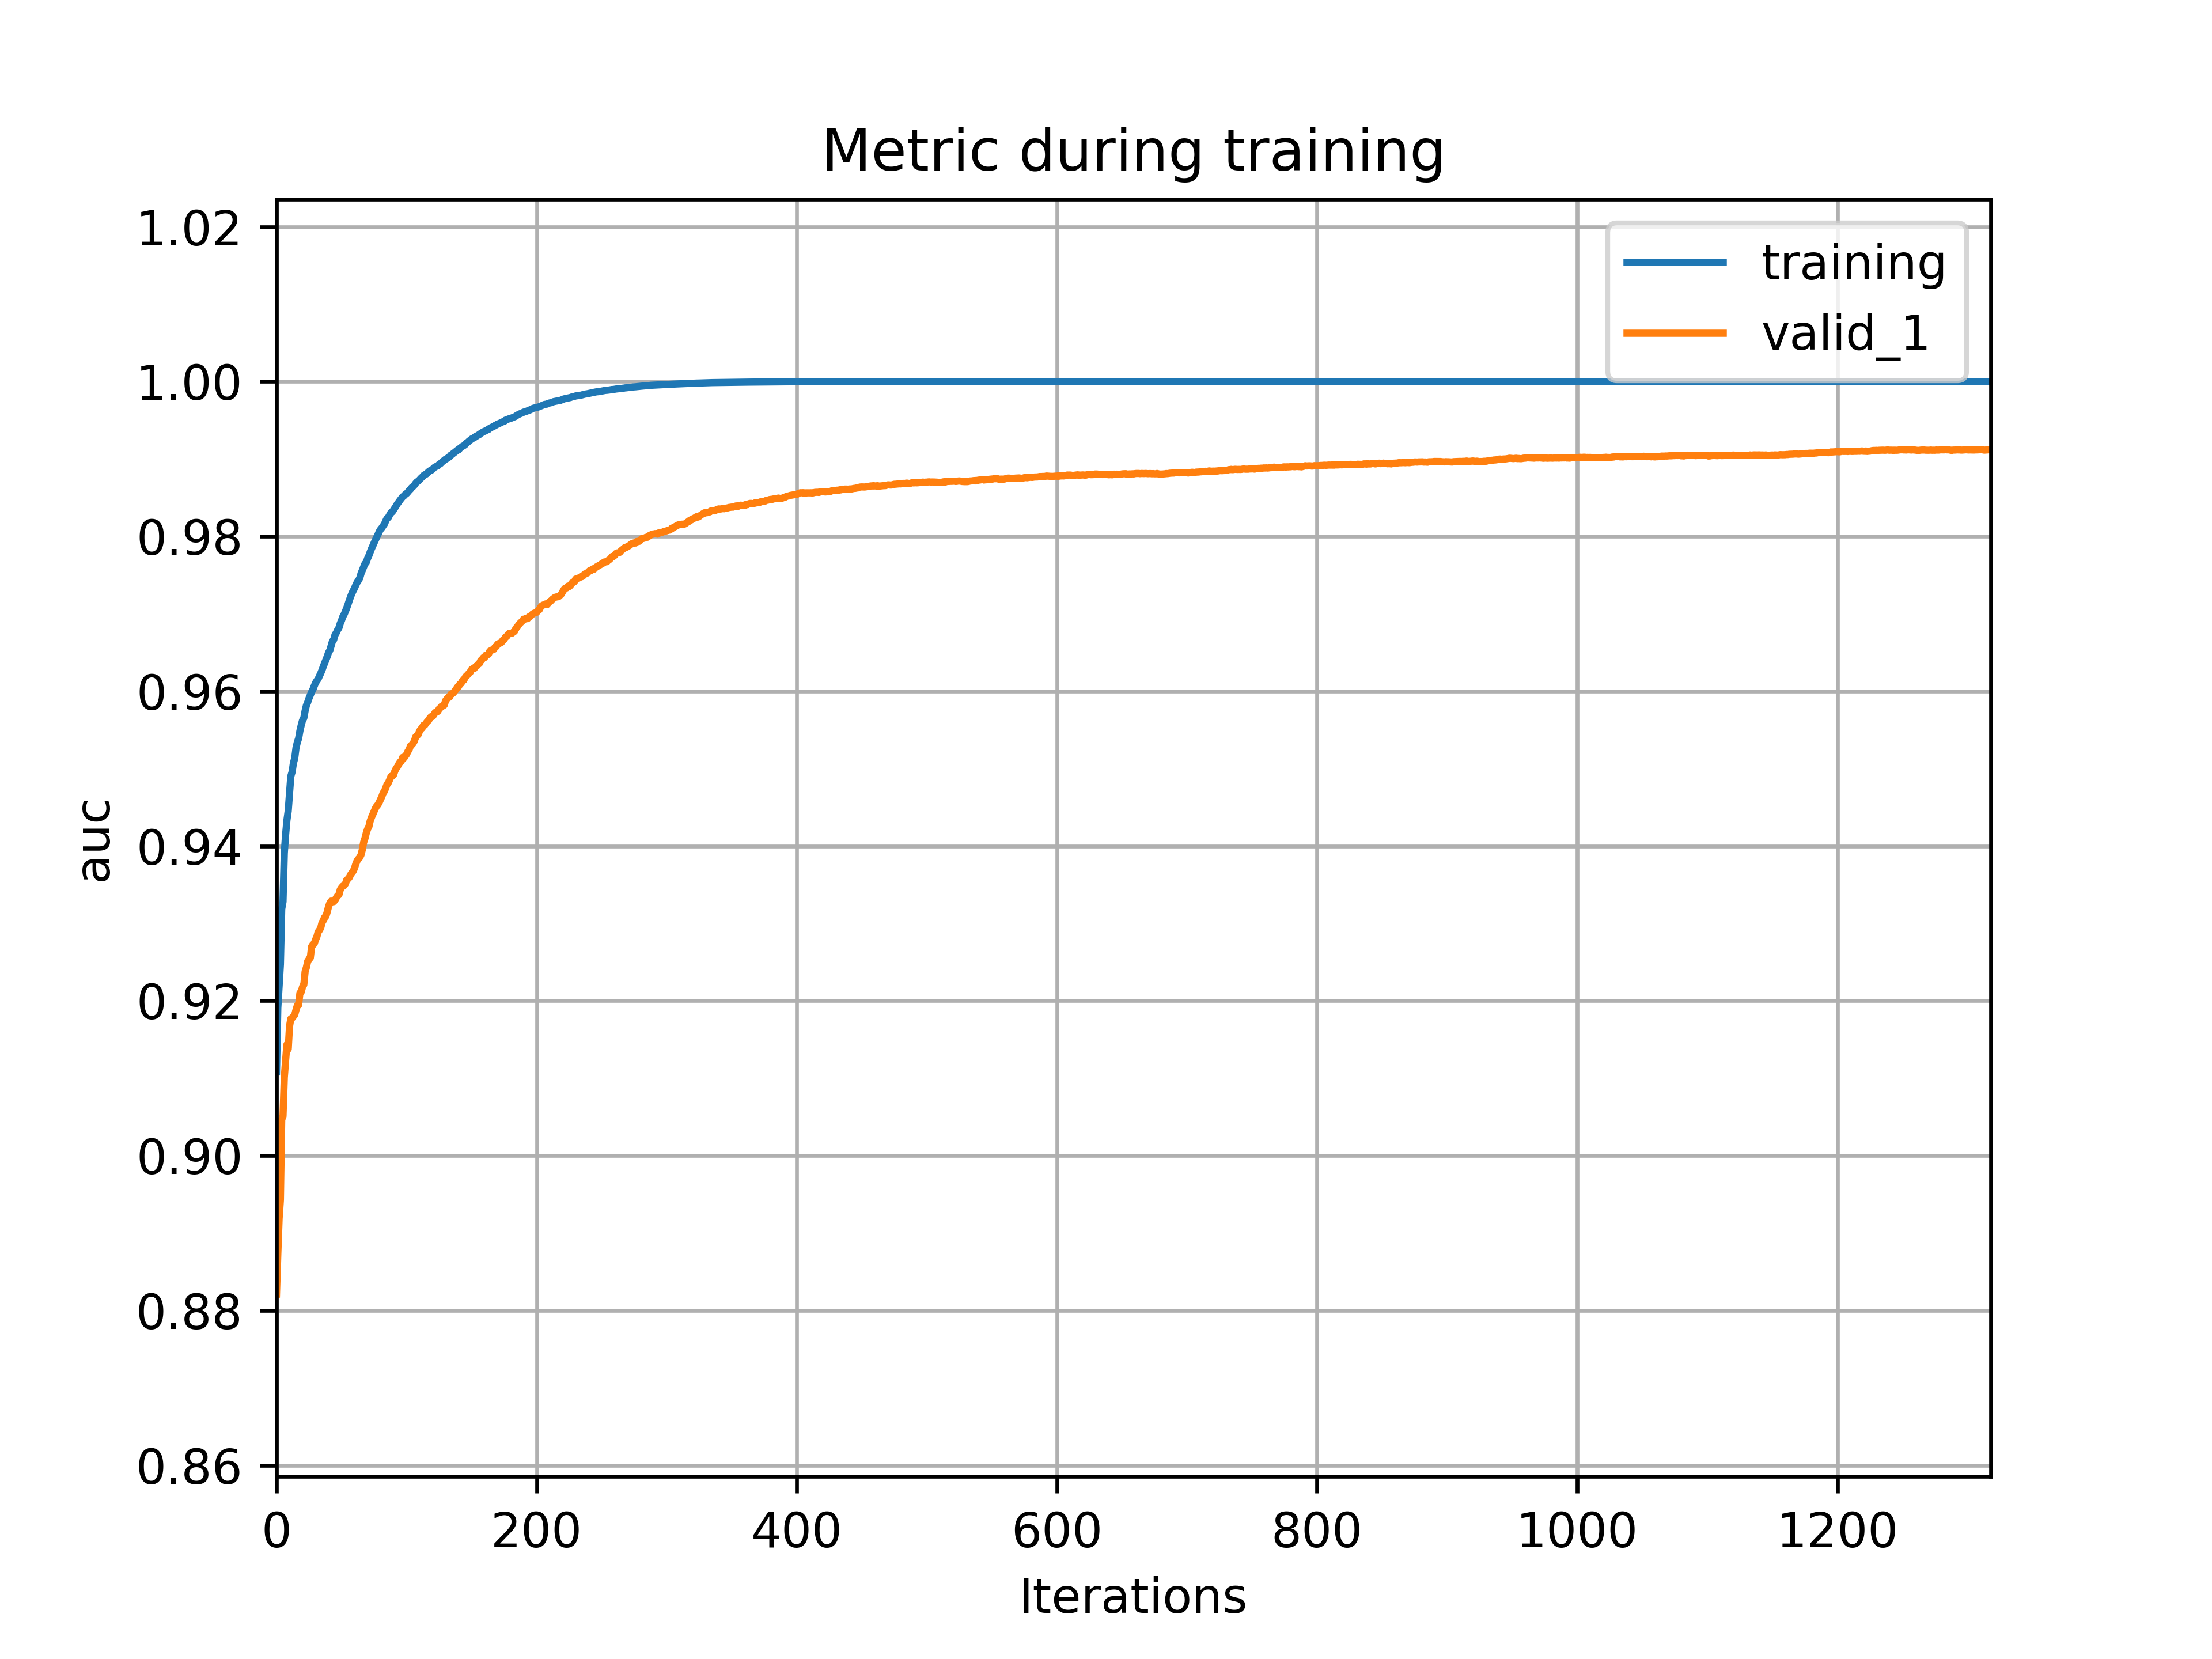 Metric during training
1.02
1.00
0.98
0.96
0.94
0.92
0.90
0.88
0.86
auc
training
valid_1
0 200 400 600 800 1000 1200
Iterations